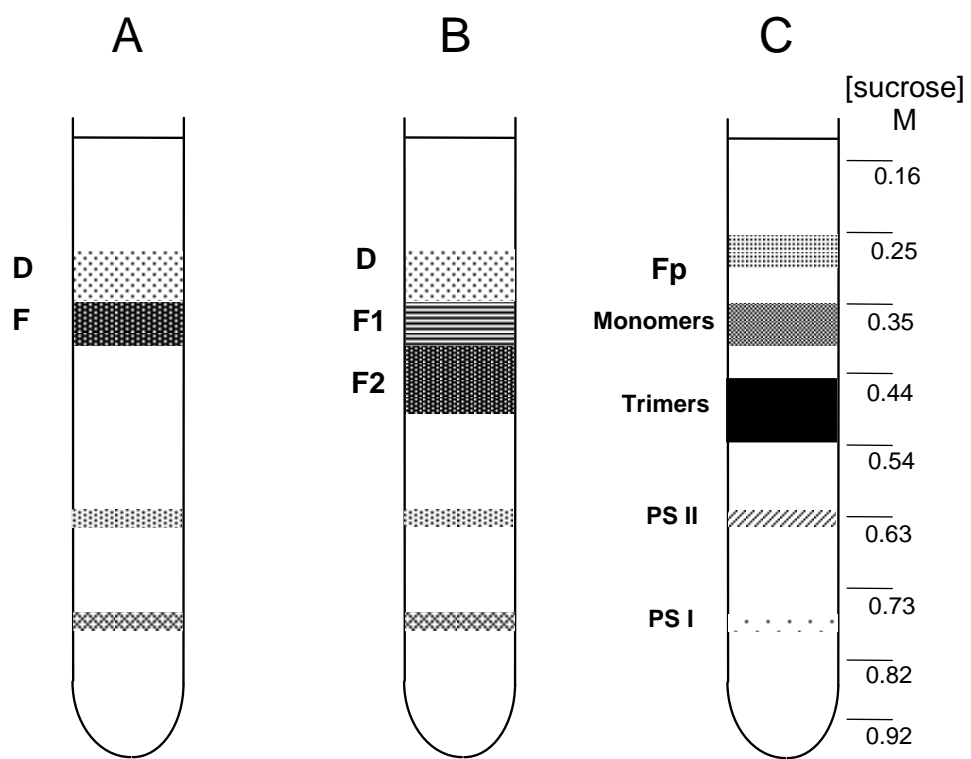 A
B
C
[sucrose]
M
0.16
D
D
Fp
0.25
F
F1
Monomers
0.35
F2
Trimers
0.44
0.54
PS II
0.63
PS I
0.73
0.82
0.92